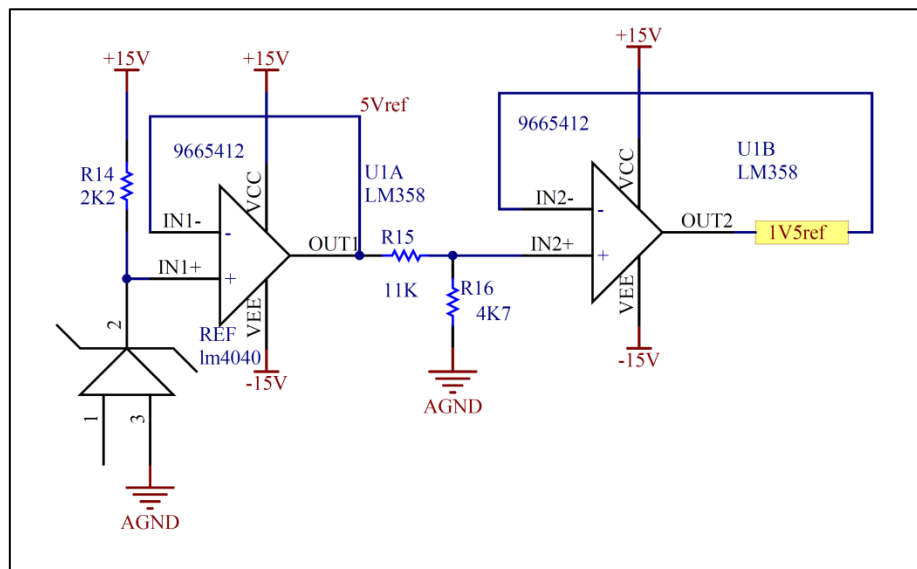 +15V
+15V
+15V
5Vref
9665412
9665412
R14
2K2
U1A
LM358
U1B
LM358
VCC
VCC
IN1-
-
IN2-
-
OUT1
OUT2
1V5ref
R15
11K
IN1+
+
IN2+
+
R16
4K7
VEE
VEE
REF
lm4040
2
-15V
-15V
1
3
AGND
AGND